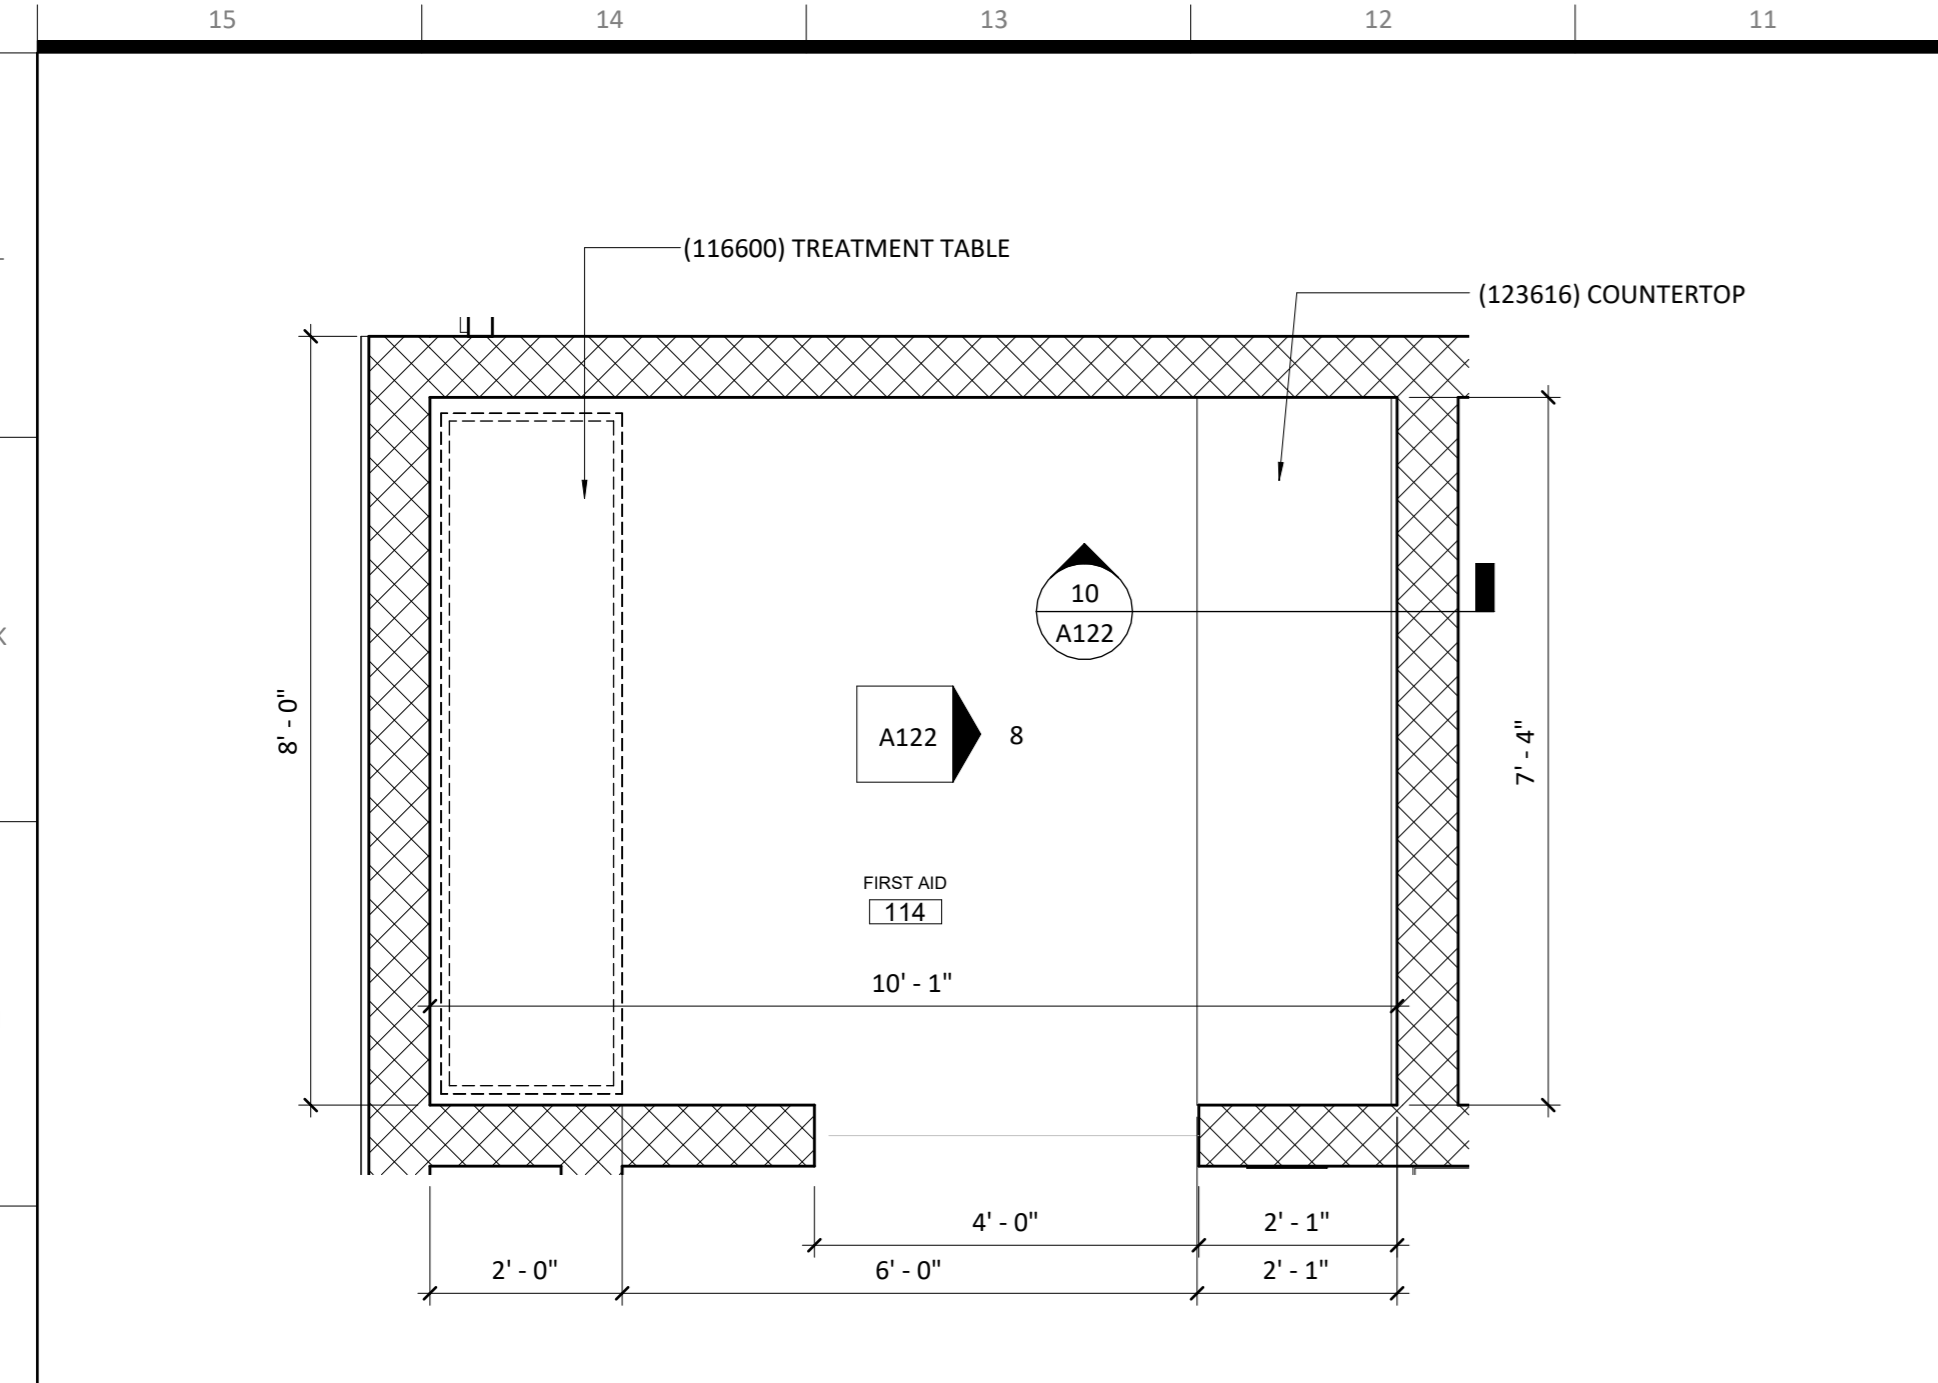 15 14 13 12 11
(116600) TREATMENT TABLE
(123616) COUNTERTOP
10
A122
K
8' - 0"
A122 8
7' - 4"
FIRST AID
114
10' - 1"
4' - 0" 2' - 1"
2' - 0" 6' - 0" 2' - 1"